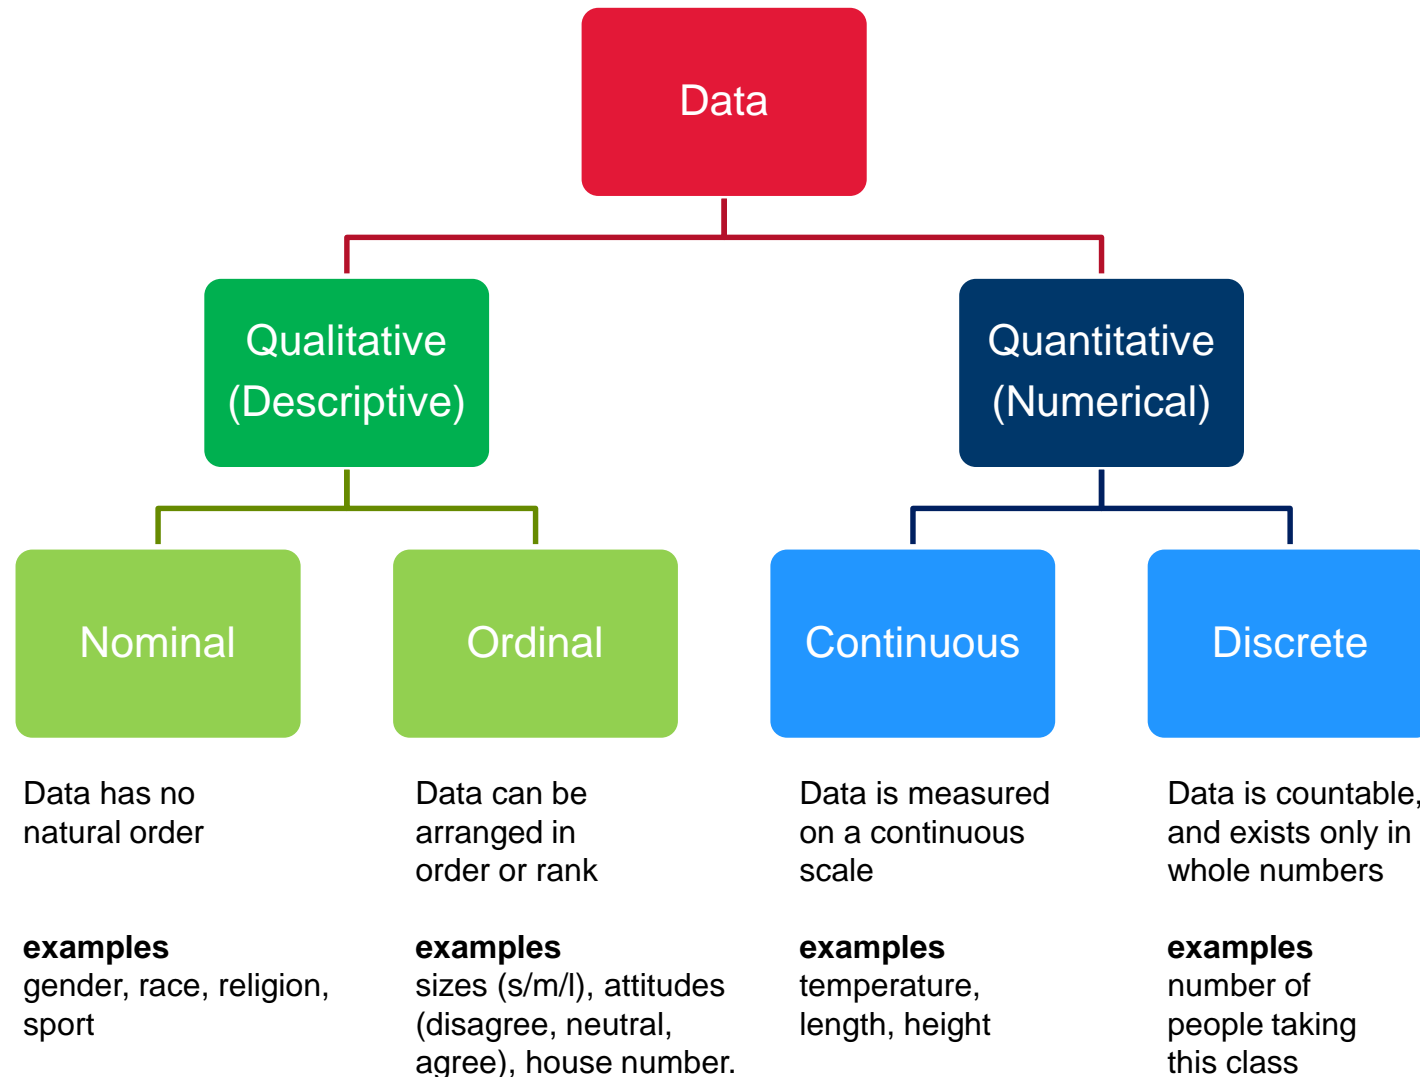 Data
Qualitative
(Descriptive)
Quantitative
(Numerical)
Nominal
Ordinal
Continuous
Discrete
Data has no
natural order
examples
gender, race, religion,
sport
Data can be
arranged in
order or rank
examples
sizes (s/m/l), attitudes
(disagree, neutral,
agree), house number.
Data is measured
on a continuous
scale
examples
temperature,
length, height
Data is countable,
and exists only in
whole numbers
examples
number of
people taking
this class